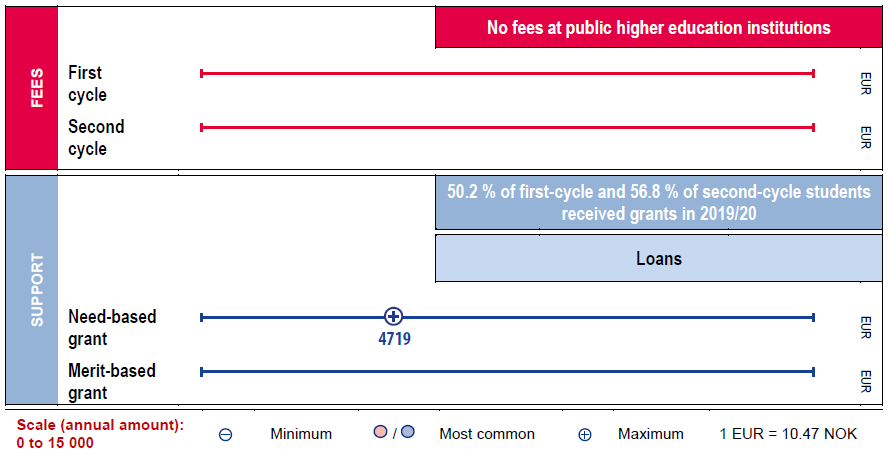 No fees at public higher education institutions
FEES
First
cycle
EUR
Second
cycle
EUR
SUPPORT
50.2 % of first-cycle and 56.8 % of second-cycle students
received grants in 2019/20
Loans
Need-based
grant
4719
EUR
Merit-based
grant
EUR
Scale (annual amount):
0 to 15 000
Minimum
/
Most common
Maximum
1 EUR = 10.47 NOK